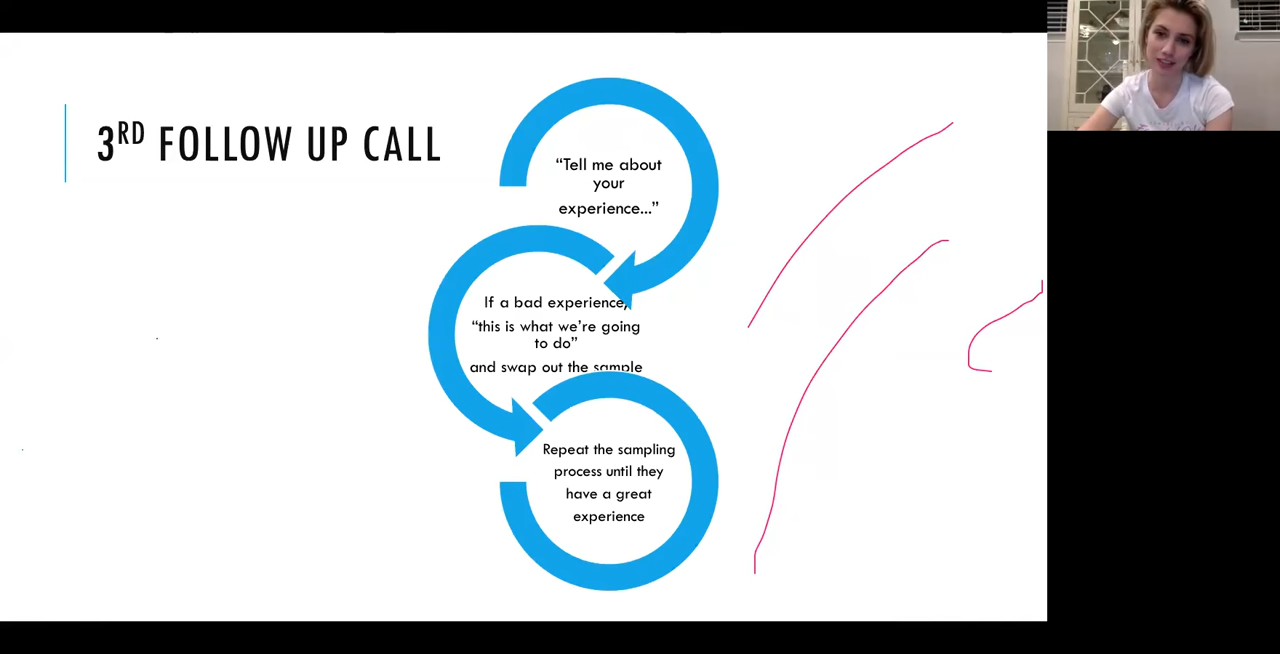 3RD FOLLOW UP CALL
“Tell me about
your
experience...”
If a bad experience,
“this is what we’re going
to do”
and swap out the sample
Repeat the sampling
process until they
have a great
experience